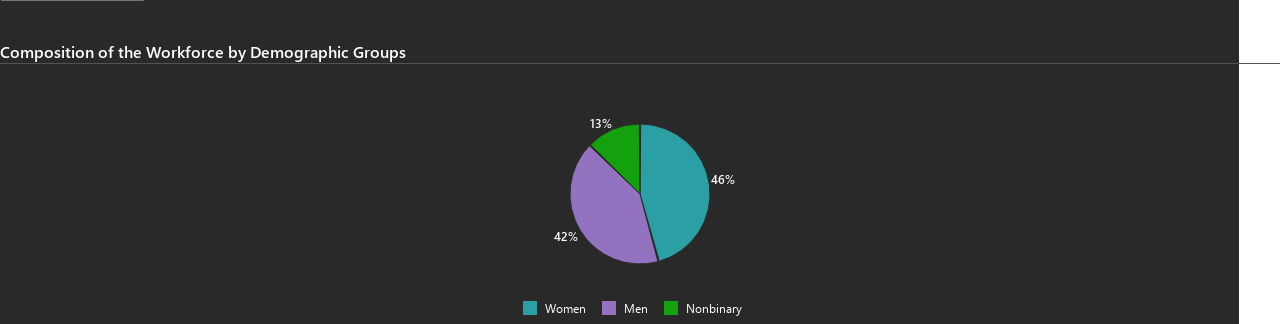 Composition of the Workforce by Demographic Groups
13%
46%
42%
Women Men Nonbinary